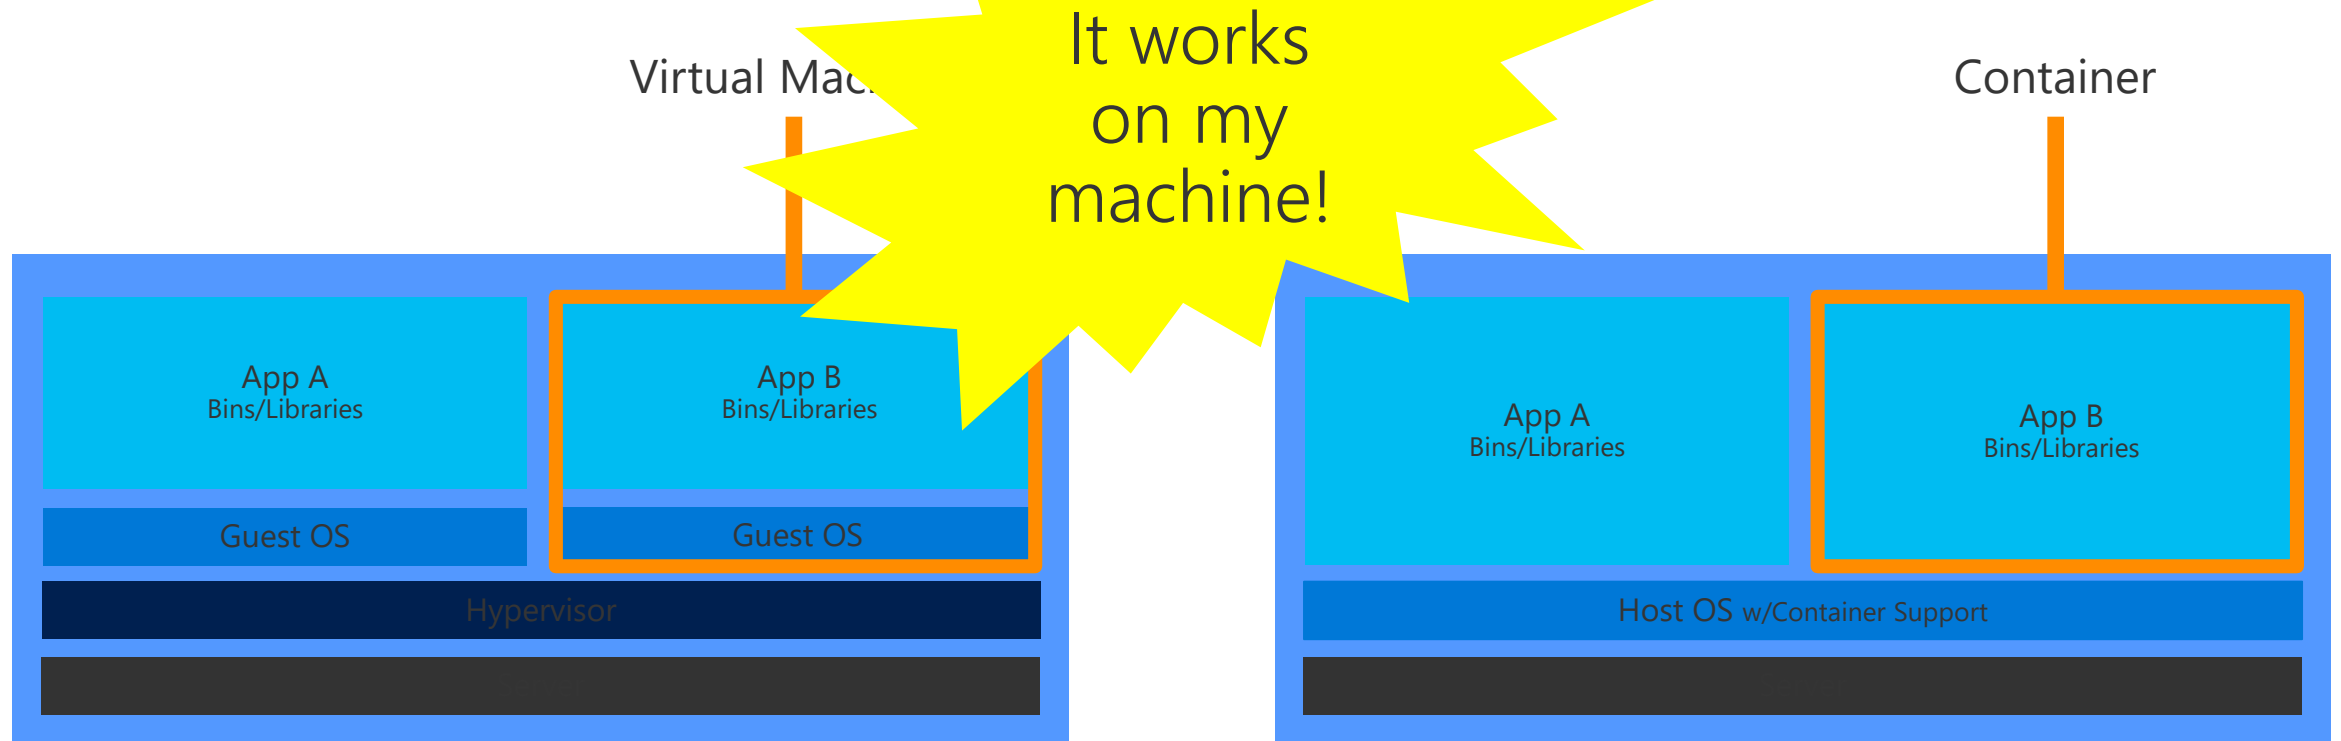 It works
on my
machine!
Virtual Mac
Container
App A
Bins/Libraries
App B
Bins/Libraries
Guest OS
Guest OS
Hypervisor
App A
Bins/Libraries
App B
Bins/Libraries
Host OS w/Container Support